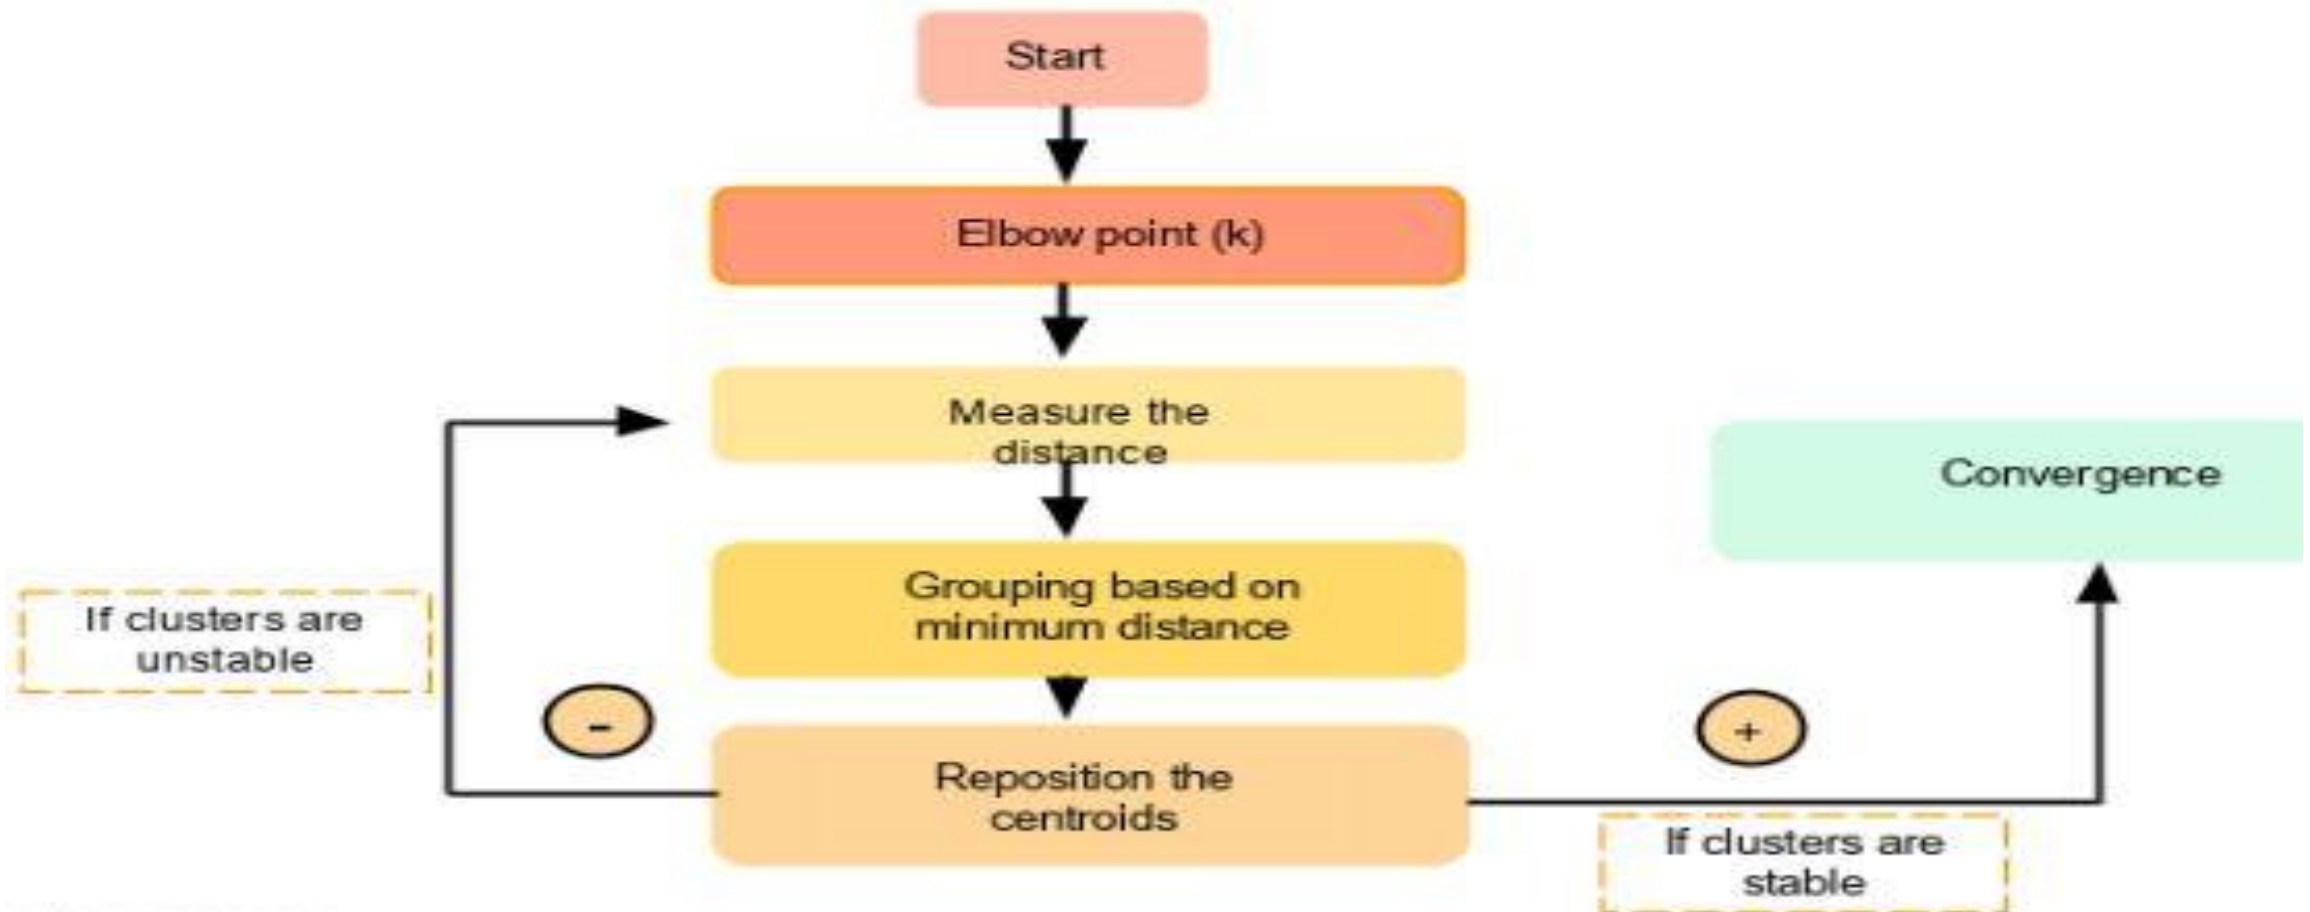 Start
Elbow point (k)
Measure the
distance
Convergence
Grouping based on
minimum distance
If clusters are
unstable
-
+
Reposition the
centroids
If clusters are
stable